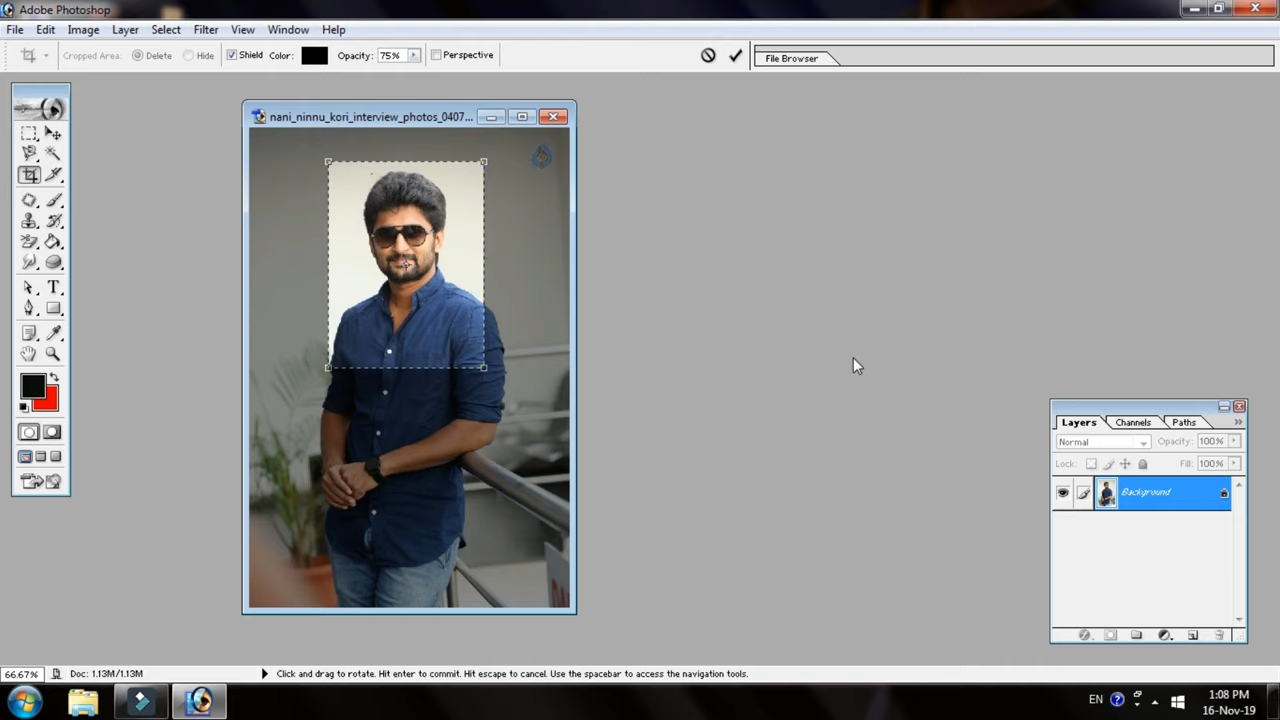 Adobe Photoshop
File Edit Image Layer Select Filter View Window Help
Cropped Area: Delete Hide Shield Color: Opacity: 75% Perspective
File Browser
nani_ninnu_kori_interview_photos_0407...
Layers Channels Paths
Normal Opacity: 100%
Lock: Fill: 100%
Background
66.67% Doc: 1.13M/1.13M Click and drag to rotate. Hit enter to commit. Hit escape to cancel. Use the spacebar to access the navigation tools.
EN 1:08 PM
16-Nov-19